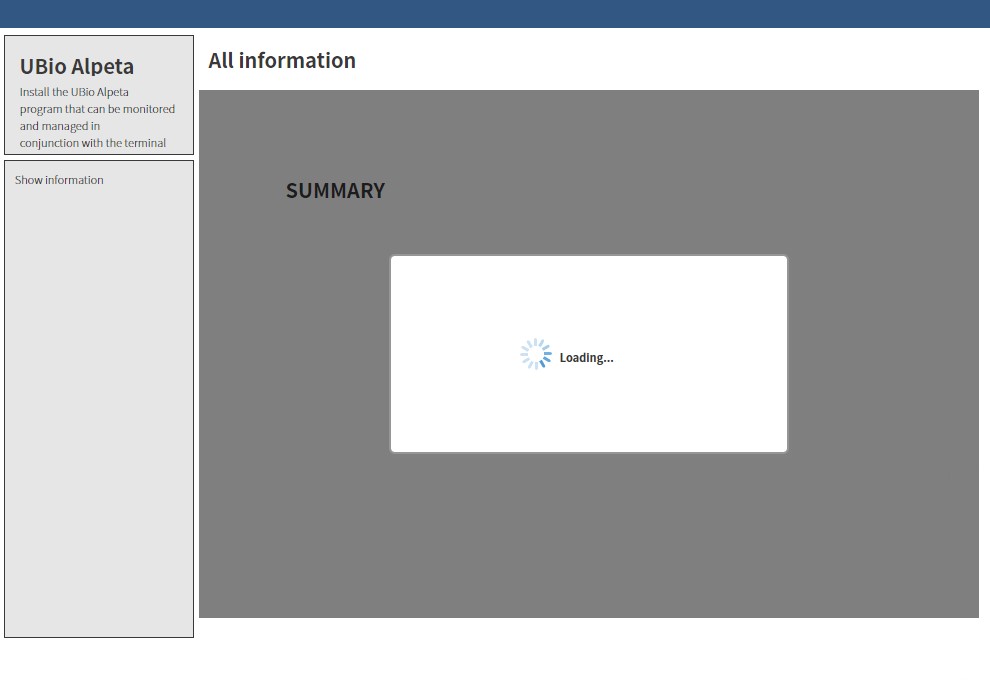 UBio Alpeta
Install the UBio Alpeta
program that can be monitored
and managed in
conjunction with the terminal
Show information
All information
SUMMARY
Loading...